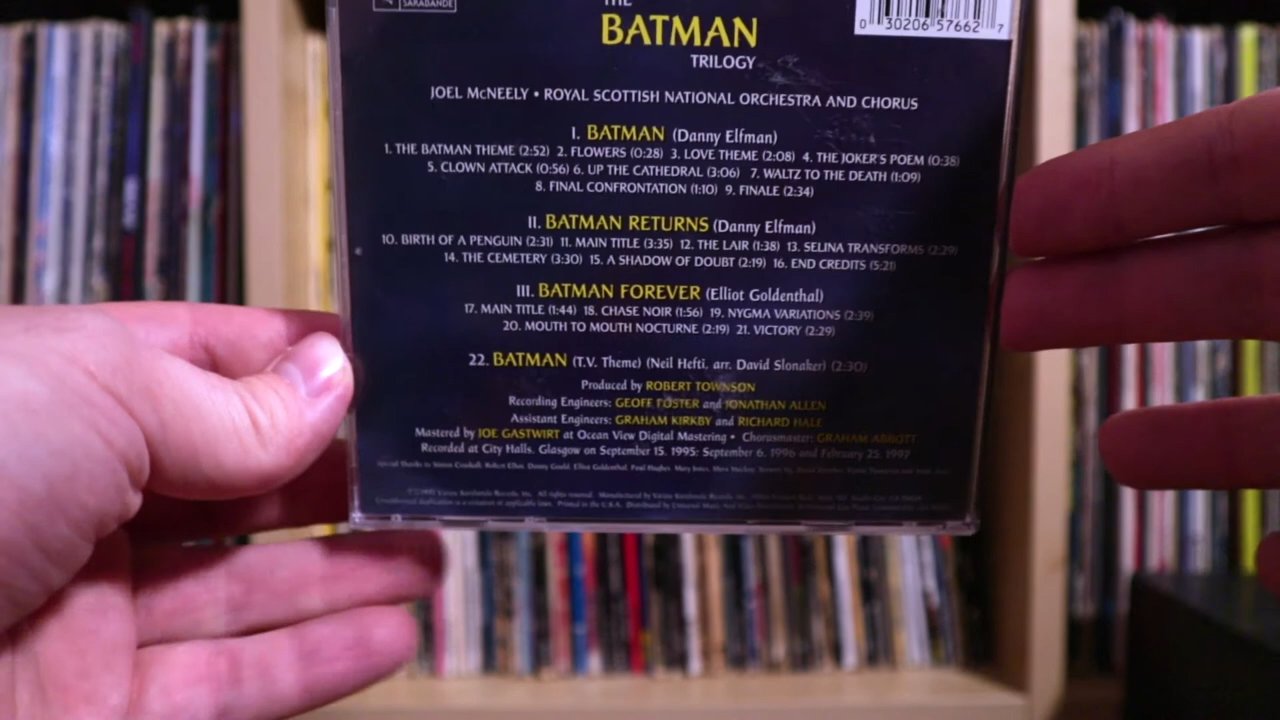 SARABANDE
THE
BATMAN
TRILOGY
0 30206 57662 7
JOEL McNEELY • ROYAL SCOTTISH NATIONAL ORCHESTRA AND CHORUS
I. BATMAN (Danny Elfman)
1. THE BATMAN THEME (2:52) 2. FLOWERS (0:28) 3. LOVE THEME (2:08) 4. THE JOKER'S POEM (0:38)
5. CLOWN ATTACK (0:56) 6. UP THE CATHEDRAL (3:06) 7. WALTZ TO THE DEATH (1:09)
8. FINAL CONFRONTATION (1:10) 9. FINALE (2:34)
II. BATMAN RETURNS (Danny Elfman)
10. BIRTH OF A PENGUIN (2:31) 11. MAIN TITLE (3:35) 12. THE LAIR (1:38) 13. SELINA TRANSFORMS (2:29)
14. THE CEMETERY (3:30) 15. A SHADOW OF DOUBT (2:19) 16. END CREDITS (5:21)
III. BATMAN FOREVER (Elliot Goldenthal)
17. MAIN TITLE (1:44) 18. CHASE NOIR (1:56) 19. NYGMA VARIATIONS (2:39)
20. MOUTH TO MOUTH NOCTURNE (2:19) 21. VICTORY (2:29)
22. BATMAN (T.V. Theme) (Neil Hefti, arr. David Slonaker) (2:30)
Produced by ROBERT TOWNSON
Recording Engineers: GEOFF FOSTER and JONATHAN ALLEN
Assistant Engineers: GRAHAM KIRKBY and RICHARD HALE
Mastered by JOE GASTWIRT at Ocean View Digital Mastering • Chorusmaster: GRAHAM ABBOTT
Recorded at City Halls, Glasgow on September 15, 1995; September 6, 1996 and February 25, 1997